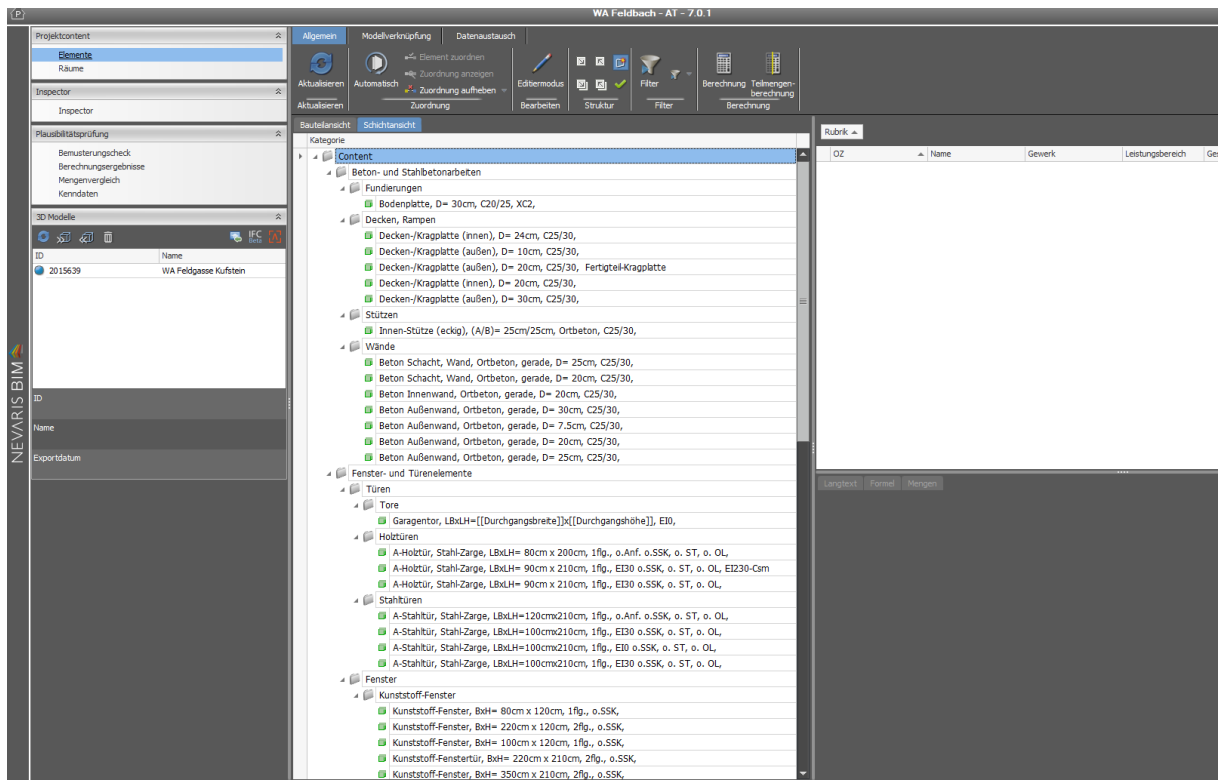 WA Feldbach - AT - 7.0.1
Projektcontent
Elemente
Räume
Inspector
Inspector
Plausibilitätsprüfung
Bemusterungscheck
Berechnungsergebnisse
Mengenvergleich
Kenndaten
3D Modelle
IFC
Beta
ID Name
2015639 WA Feldgasse Kufstein
ID
Name
Exportdatum
NEVARIS BIM
Allgemein Modellverknüpfung Datenaustausch
Aktualisieren
Automatisch
Element zuordnen
Zuordnung anzeigen
Zuordnung aufheben
Editiermodus
Filter
Berechnung
Teilmengen-
berechnung
Aktualisieren Zuordnung Bearbeiten Struktur Filter Berechnung
Bauteilansicht Schichtansicht
Kategorie
Content
Beton- und Stahlbetonarbeiten
Fundierungen
Bodenplatte, D= 30cm, C20/25, XC2,
Decken, Rampen
Decken-/Kragplatte (innen), D= 24cm, C25/30,
Decken-/Kragplatte (außen), D= 10cm, C25/30,
Decken-/Kragplatte (außen), D= 20cm, C25/30, Fertigteil-Kragplatte
Decken-/Kragplatte (innen), D= 20cm, C25/30,
Decken-/Kragplatte (außen), D= 30cm, C25/30,
Stützen
Innen-Stütze (eckig), (A/B)= 25cm/25cm, Ortbeton, C25/30,
Wände
Beton Schacht, Wand, Ortbeton, gerade, D= 25cm, C25/30,
Beton Schacht, Wand, Ortbeton, gerade, D= 20cm, C25/30,
Beton Innenwand, Ortbeton, gerade, D= 20cm, C25/30,
Beton Außenwand, Ortbeton, gerade, D= 30cm, C25/30,
Beton Außenwand, Ortbeton, gerade, D= 7.5cm, C25/30,
Beton Außenwand, Ortbeton, gerade, D= 20cm, C25/30,
Beton Außenwand, Ortbeton, gerade, D= 25cm, C25/30,
Fenster- und Türenelemente
Türen
Tore
Garagentor, LBxLH=[[Durchgangsbreite]]x[[Durchgangshöhe]], EI0,
Holztüren
A-Holztür, Stahl-Zarge, LBxLH= 80cm x 200cm, 1flg., o.Anf. o.SSK, o. ST, o. OL,
A-Holztür, Stahl-Zarge, LBxLH= 90cm x 210cm, 1flg., EI30 o.SSK, o. ST, o. OL, EI230-Csm
A-Holztür, Stahl-Zarge, LBxLH= 90cm x 210cm, 1flg., EI30 o.SSK, o. ST, o. OL,
Stahltüren
A-Stahltür, Stahl-Zarge, LBxLH=120cmx210cm, 1flg., o.Anf. o.SSK, o. ST, o. OL,
A-Stahltür, Stahl-Zarge, LBxLH=100cmx210cm, 1flg., EI30 o.SSK, o. ST, o. OL,
A-Stahltür, Stahl-Zarge, LBxLH=100cmx210cm, 1flg., EI0 o.SSK, o. ST, o. OL,
A-Stahltür, Stahl-Zarge, LBxLH=100cmx210cm, 1flg., EI30 o.SSK, o. ST, o. OL,
Fenster
Kunststoff-Fenster
Kunststoff-Fenster, BxH= 80cm x 120cm, 1flg., o.SSK,
Kunststoff-Fenster, BxH= 220cm x 120cm, 2flg., o.SSK,
Kunststoff-Fenster, BxH= 100cm x 120cm, 1flg., o.SSK,
Kunststoff-Fenstertür, BxH= 220cm x 210cm, 2flg., o.SSK,
Kunststoff-Fenster, BxH= 350cm x 210cm, 2flg., o.SSK,
Rubrik
OZ Name Gewerk Leistungsbereich Ges
Langtext Formel Mengen